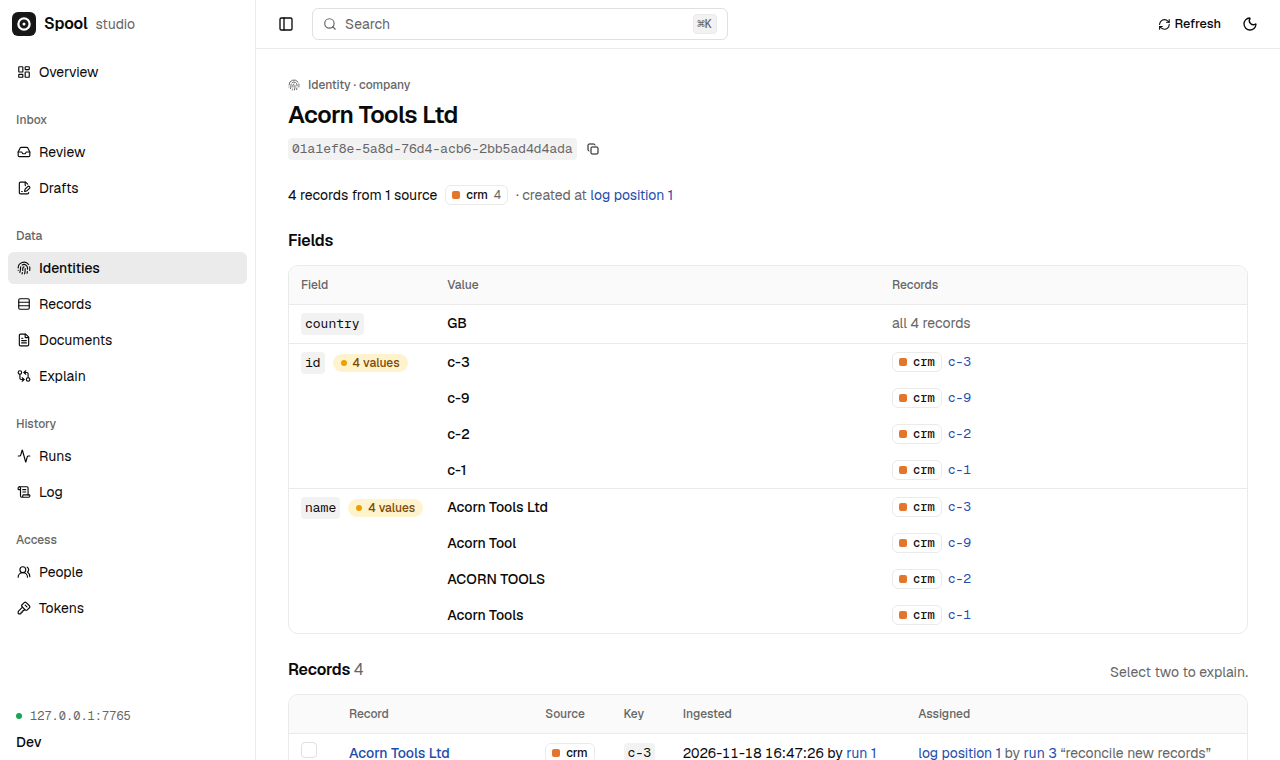 Spool studio
Search ⌘K
Refresh
Overview
Inbox
Review
Drafts
Data
Identities
Records
Documents
Explain
History
Runs
Log
Access
People
Tokens
127.0.0.1:7765
Dev
Identity · company
Acorn Tools Ltd
01a1ef8e-5a8d-76d4-acb6-2bb5ad4d4ada
4 records from 1 source crm 4 · created at log position 1
Fields
Field Value Records
country GB all 4 records
id 4 values c-3 crm c-3
c-9 crm c-9
c-2 crm c-2
c-1 crm c-1
name 4 values Acorn Tools Ltd crm c-3
Acorn Tool crm c-9
ACORN TOOLS crm c-2
Acorn Tools crm c-1
Records 4 Select two to explain.
Record Source Key Ingested Assigned
Acorn Tools Ltd crm c-3 2026-11-18 16:47:26 by run 1 log position 1 by run 3 “reconcile new records”